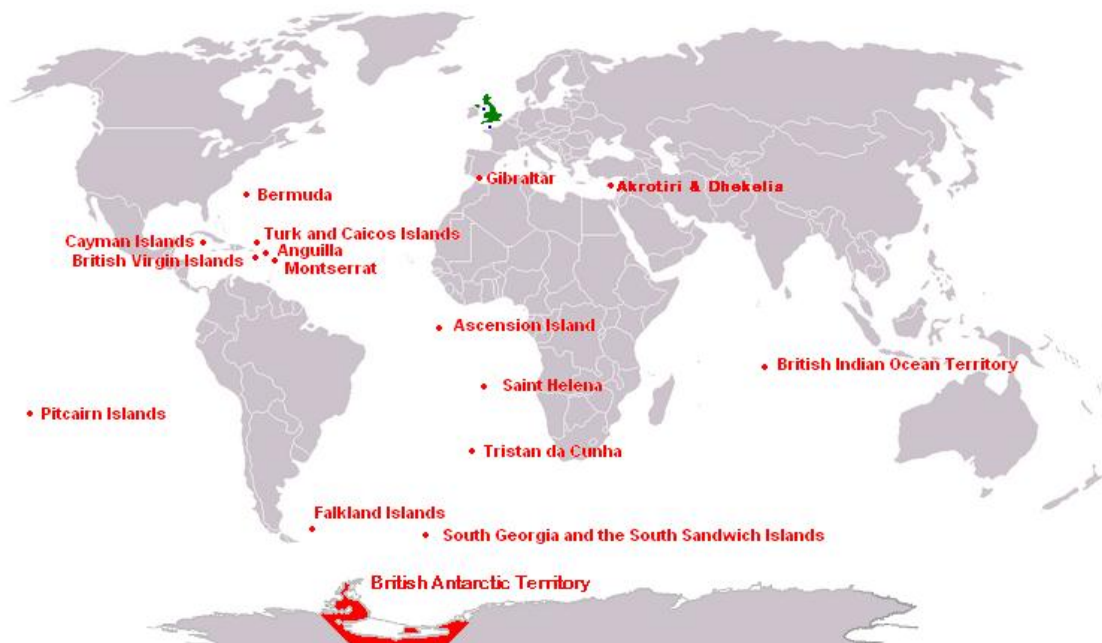 Gibraltar
Akrotiri & Dhekelia
Bermuda
Turk and Caicos Islands
Cayman Islands
Anguilla
British Virgin Islands
Montserrat
Ascension Island
British Indian Ocean Territory
Saint Helena
Pitcairn Islands
Tristan da Cunha
Falkland Islands
South Georgia and the South Sandwich Islands
British Antarctic Territory